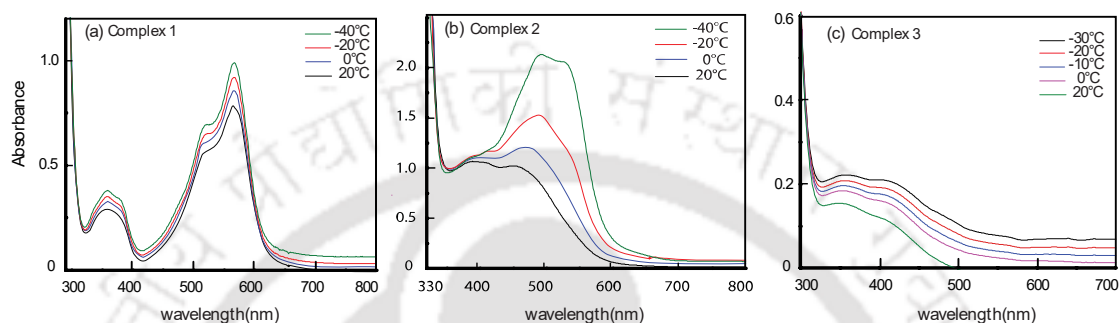 (a) Complex 1
-40°C
-20°C
0°C
20°C
1.0
0.5
0
300 400 500 600 700 800
wavelength(nm)
Absorbance
(b) Complex 2
-40°C
-20°C
0°C
20°C
2.0
1.5
1.0
0.5
330 400 500 600 700 800
wavelength(nm)
(c) Complex 3
-30°C
-20°C
-10°C
0°C
20°C
0.6
0.4
0.2
0.0
300 400 500 600 700
wavelength(nm)